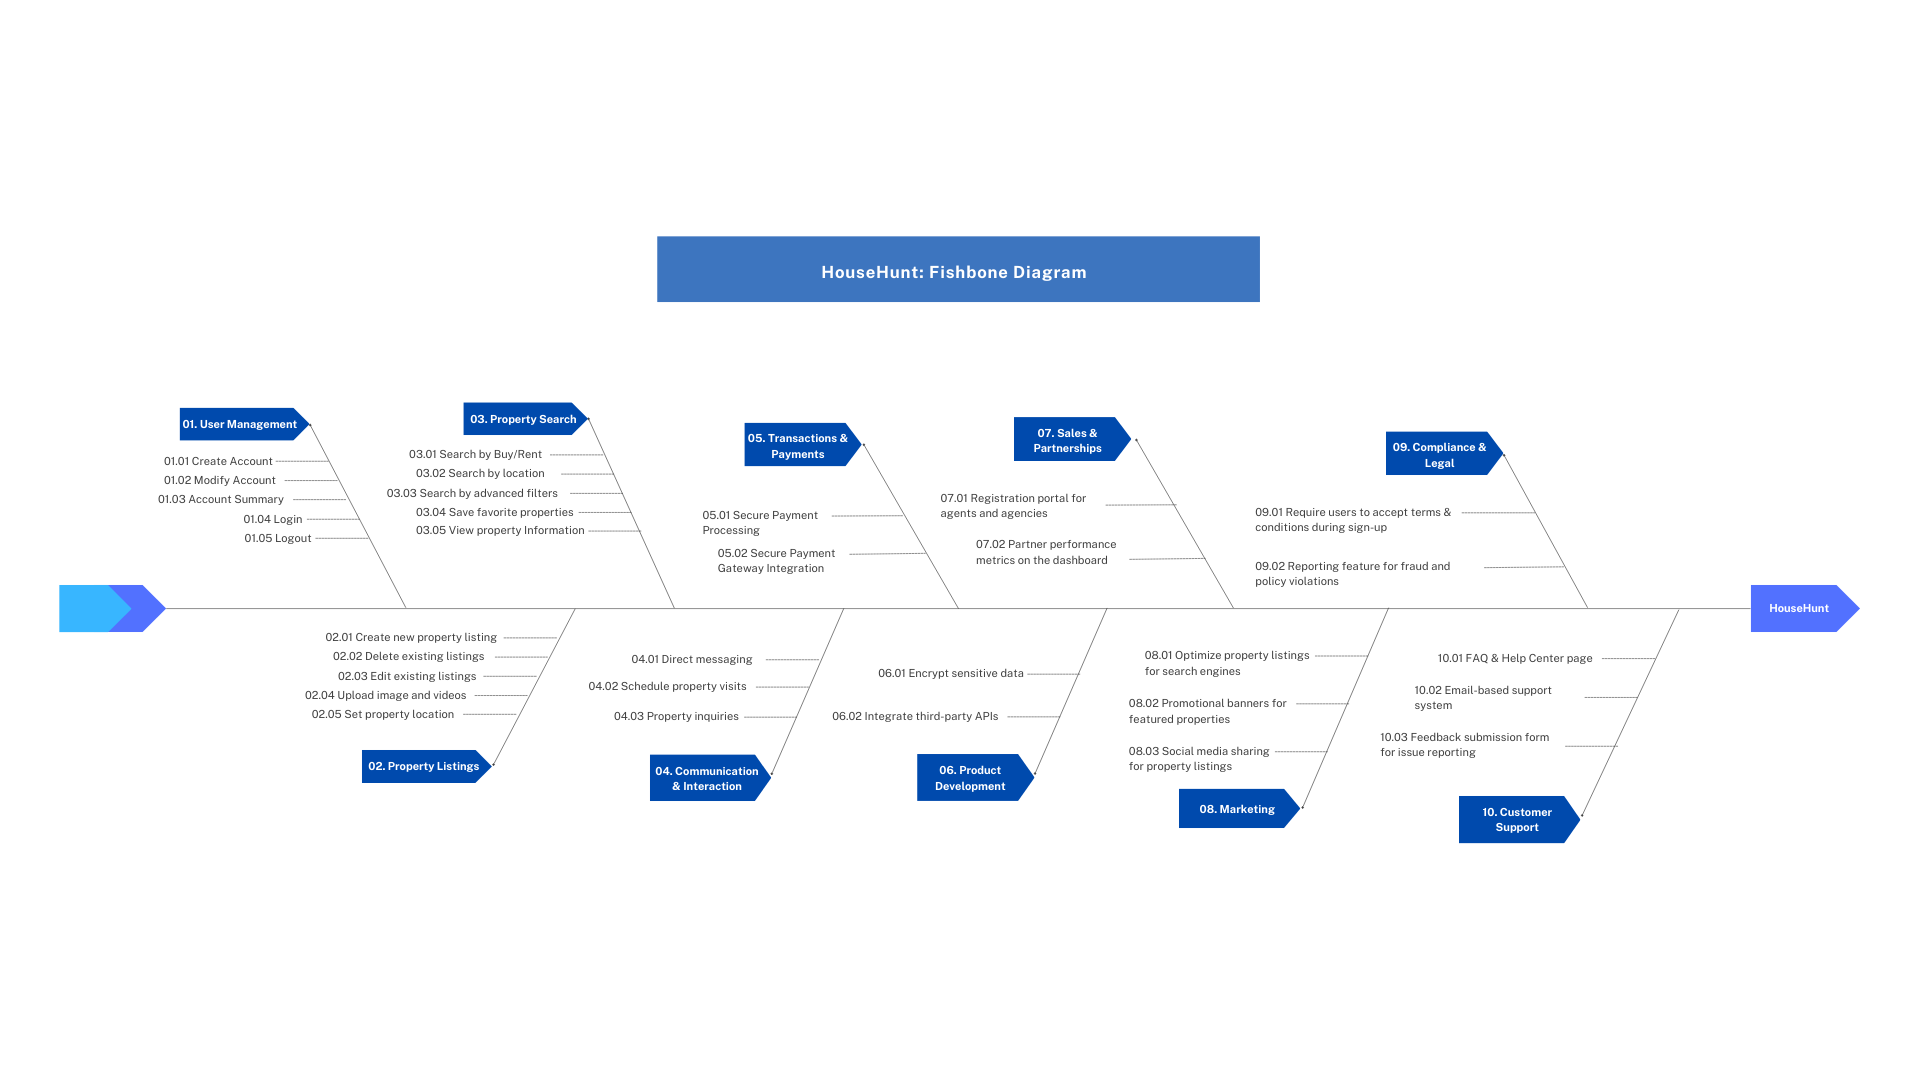 HouseHunt: Fishbone Diagram
01. User Management
01.01 Create Account
01.02 Modify Account
01.03 Account Summary
01.04 Login
01.05 Logout
03. Property Search
03.01 Search by Buy/Rent
03.02 Search by location
03.03 Search by advanced filters
03.04 Save favorite properties
03.05 View property Information
05. Transactions &
Payments
05.01 Secure Payment
Processing
05.02 Secure Payment
Gateway Integration
07. Sales &
Partnerships
07.01 Registration portal for
agents and agencies
07.02 Partner performance
metrics on the dashboard
09. Compliance &
Legal
09.01 Require users to accept terms &
conditions during sign-up
09.02 Reporting feature for fraud and
policy violations
HouseHunt
02.01 Create new property listing
02.02 Delete existing listings
02.03 Edit existing listings
02.04 Upload image and videos
02.05 Set property location
02. Property Listings
04.01 Direct messaging
04.02 Schedule property visits
04.03 Property inquiries
04. Communication
& Interaction
06.01 Encrypt sensitive data
06.02 Integrate third-party APIs
06. Product
Development
08.01 Optimize property listings
for search engines
08.02 Promotional banners for
featured properties
08.03 Social media sharing
for property listings
08. Marketing
10.01 FAQ & Help Center page
10.02 Email-based support
system
10.03 Feedback submission form
for issue reporting
10. Customer
Support